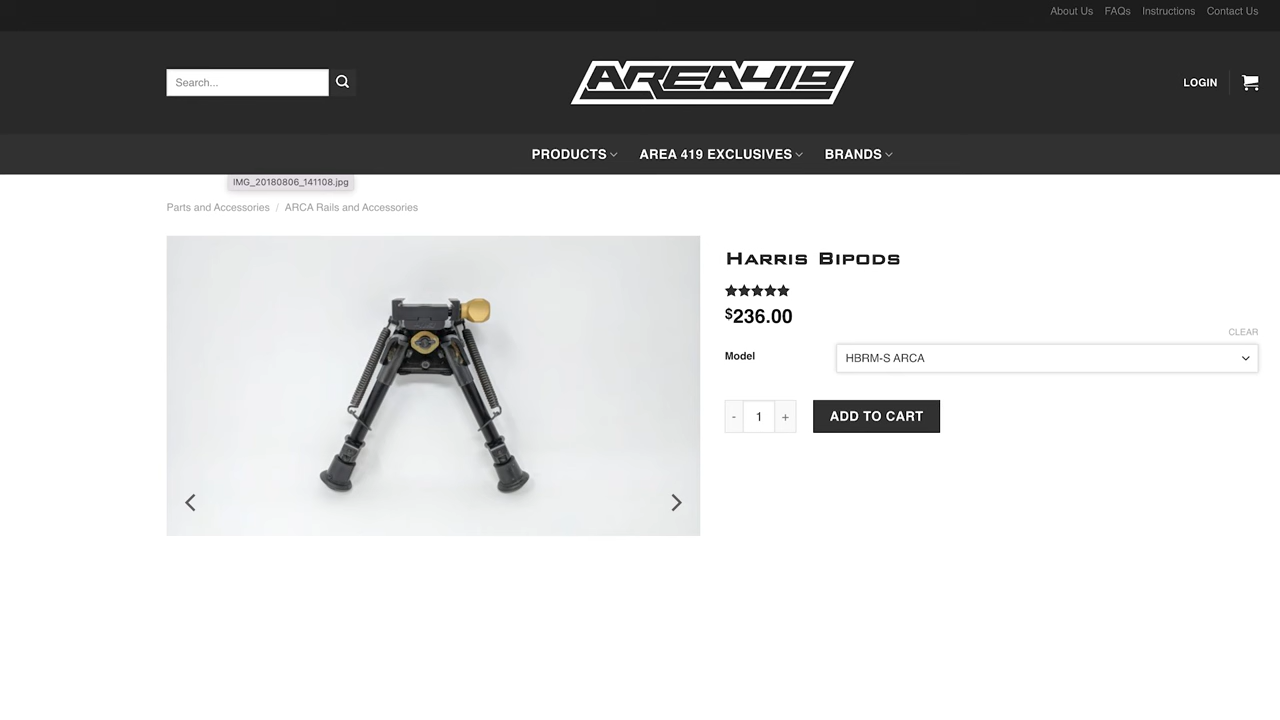 About Us FAQs Instructions Contact Us
Search...
AREA419
LOGIN
PRODUCTS AREA 419 EXCLUSIVES BRANDS
IMG_20180806_141108.jpg
Parts and Accessories / ARCA Rails and Accessories
Harris Bipods
$236.00
CLEAR
Model HBRM-S ARCA
- 1 + ADD TO CART